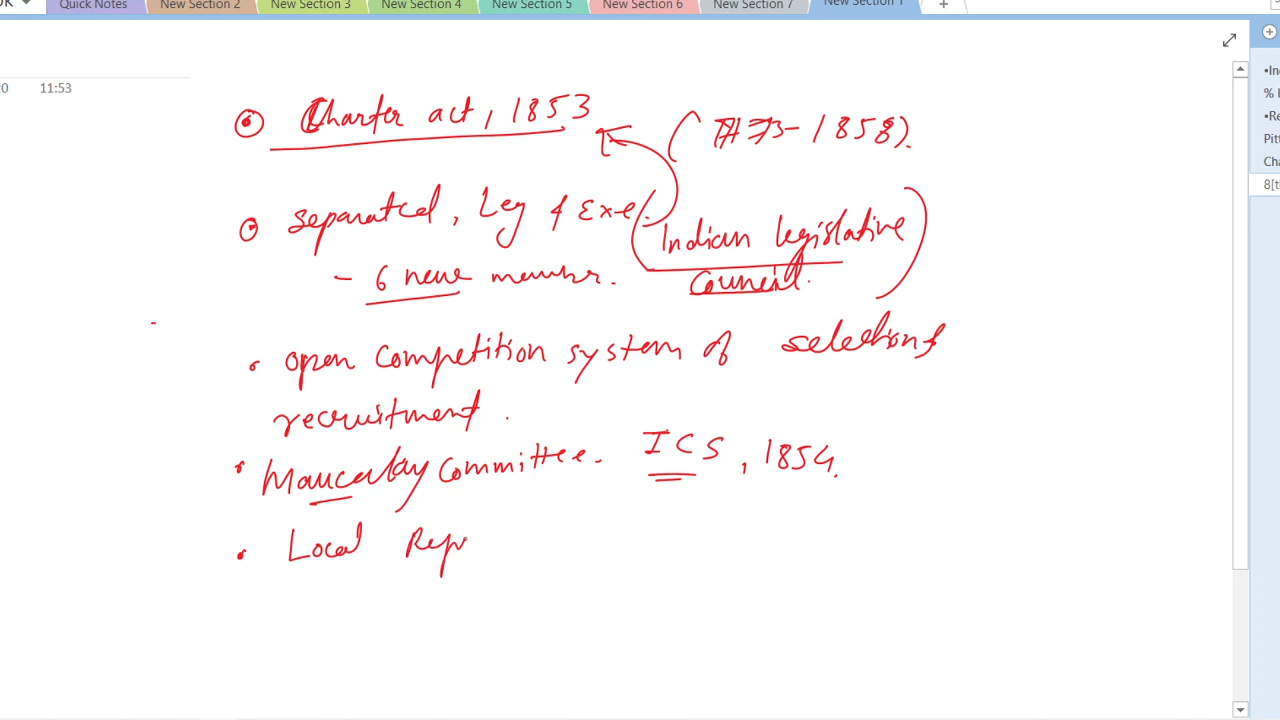 Quick Notes New Section 2 New Section 3 New Section 4 New Section 5 New Section 6 New Section 7 New Section 1 +
11:53
Charter act, 1853
(1773-1858).
separated, Leg & Exe.
(Indian legislative Council.)
- 6 new member.
open competition system of selections
recruitment.
Committee. ICS, 1854.
Local Rep